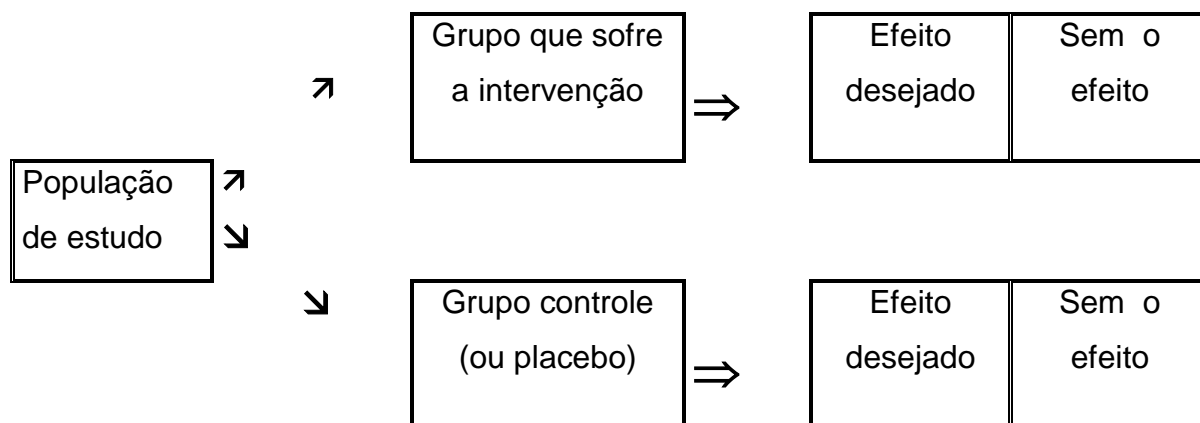 Grupo que sofre
a intervenção
Efeito
desejado
Sem o
efeito
População
de estudo
Grupo controle
(ou placebo)
Efeito
desejado
Sem o
efeito